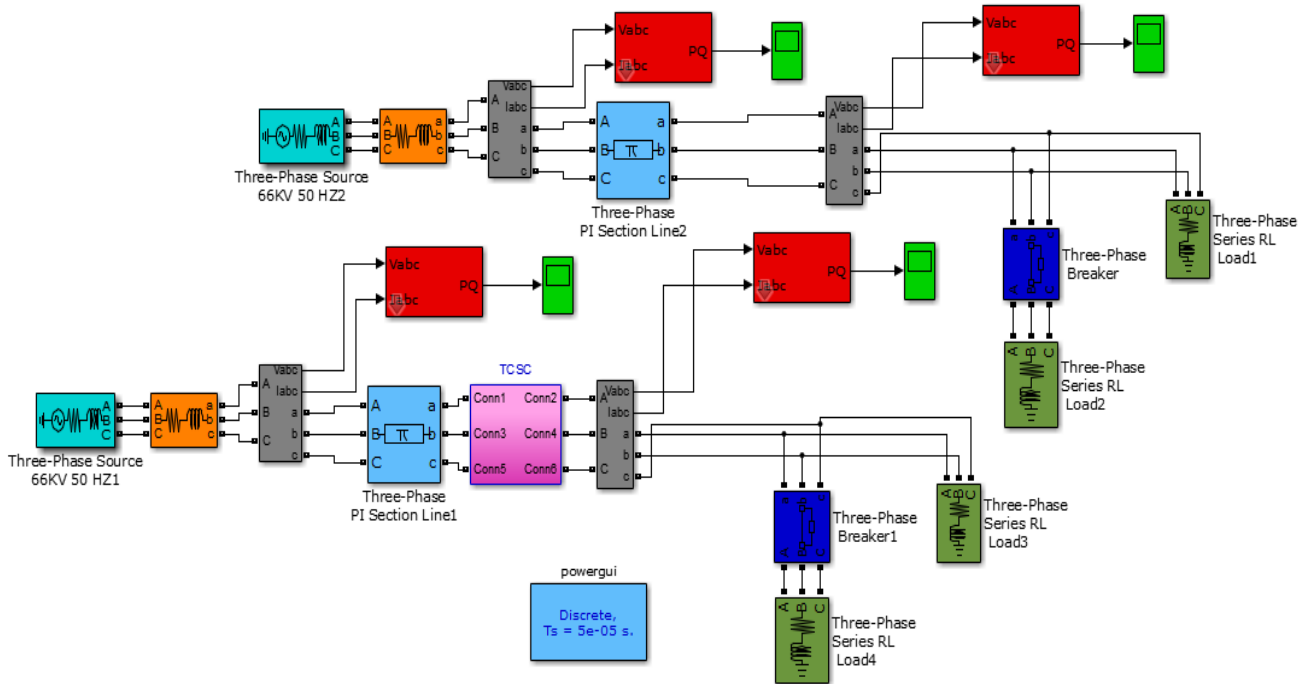 Vabc
Iabc
PQ
Vabc
Iabc
PQ
A
B
C
A
B
C
a
b
c
A
B
C
Vabc
Iabc
a
b
c
A
B
C
π
a
b
c
A
B
C
Vabc
Iabc
a
b
c
Three-Phase Source
66KV 50 HZ2
Three-Phase
PI Section Line2
A
B
C
Three-Phase
Series RL
Load1
a
b
c
A
B
C
Three-Phase
Breaker
A
B
C
Three-Phase
Series RL
Load2
Vabc
Iabc
PQ
Vabc
Iabc
PQ
A
B
C
A
B
C
a
b
c
A
B
C
Vabc
Iabc
a
b
c
A
B
C
π
a
b
c
TCSC
Conn1
Conn2
Conn3
Conn4
Conn5
Conn6
A
B
C
Vabc
Iabc
a
b
c
Three-Phase Source
66KV 50 HZ1
Three-Phase
PI Section Line1
A
B
C
Three-Phase
Series RL
Load3
a
b
c
A
B
C
Three-Phase
Breaker1
A
B
C
Three-Phase
Series RL
Load4
powergui
Discrete,
Ts = 5e-05 s.